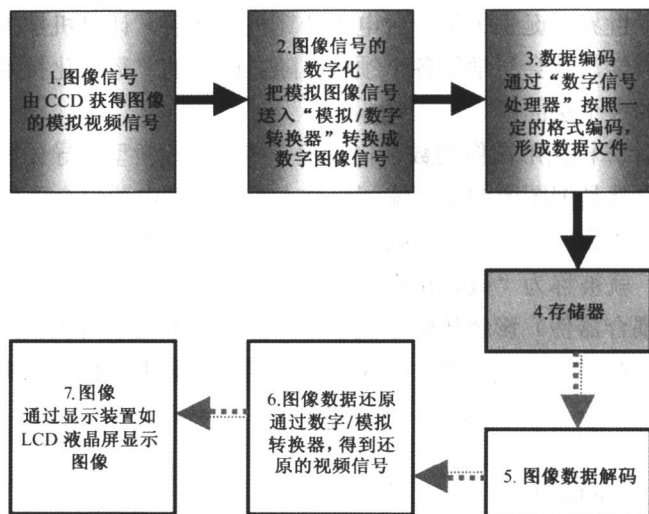 1.图像信号
由 CCD 获得图像
的模拟视频信号
2.图像信号的
数字化
把模拟图像信号
送入“模拟/数字
转换器”转换成
数字图像信号
3.数据编码
通过“数字信号
处理器”按照一
定的格式编码，
形成数据文件
4.存储器
5. 图像数据解码
6.图像数据还原
通过数字/模拟
转换器，得到还
原的视频信号
7.图像
通过显示装置如
LCD 液晶屏显示
图像